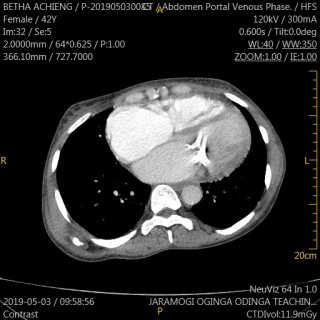 BETHA ACHIENG / P-2019050300
Abdomen Portal Venous Phase. / HFS
Female / 42Y
120kV / 300mA
Im:32 / Se:5
0.600s / Tilt:0.0deg
2.0000mm / 64*0.625 / P:1.00
WL:40 / WW:350
366.10mm / 727.7000
ZOOM:1.00 / IE:1.00
A
R
L
20cm
NeuViz 64 In 1.0
2019-05-03 / 09:58:56
JARAMOGI OGINGA ODINGA TEACHIN...
Contrast
P
CTDIvol:11.9mGy